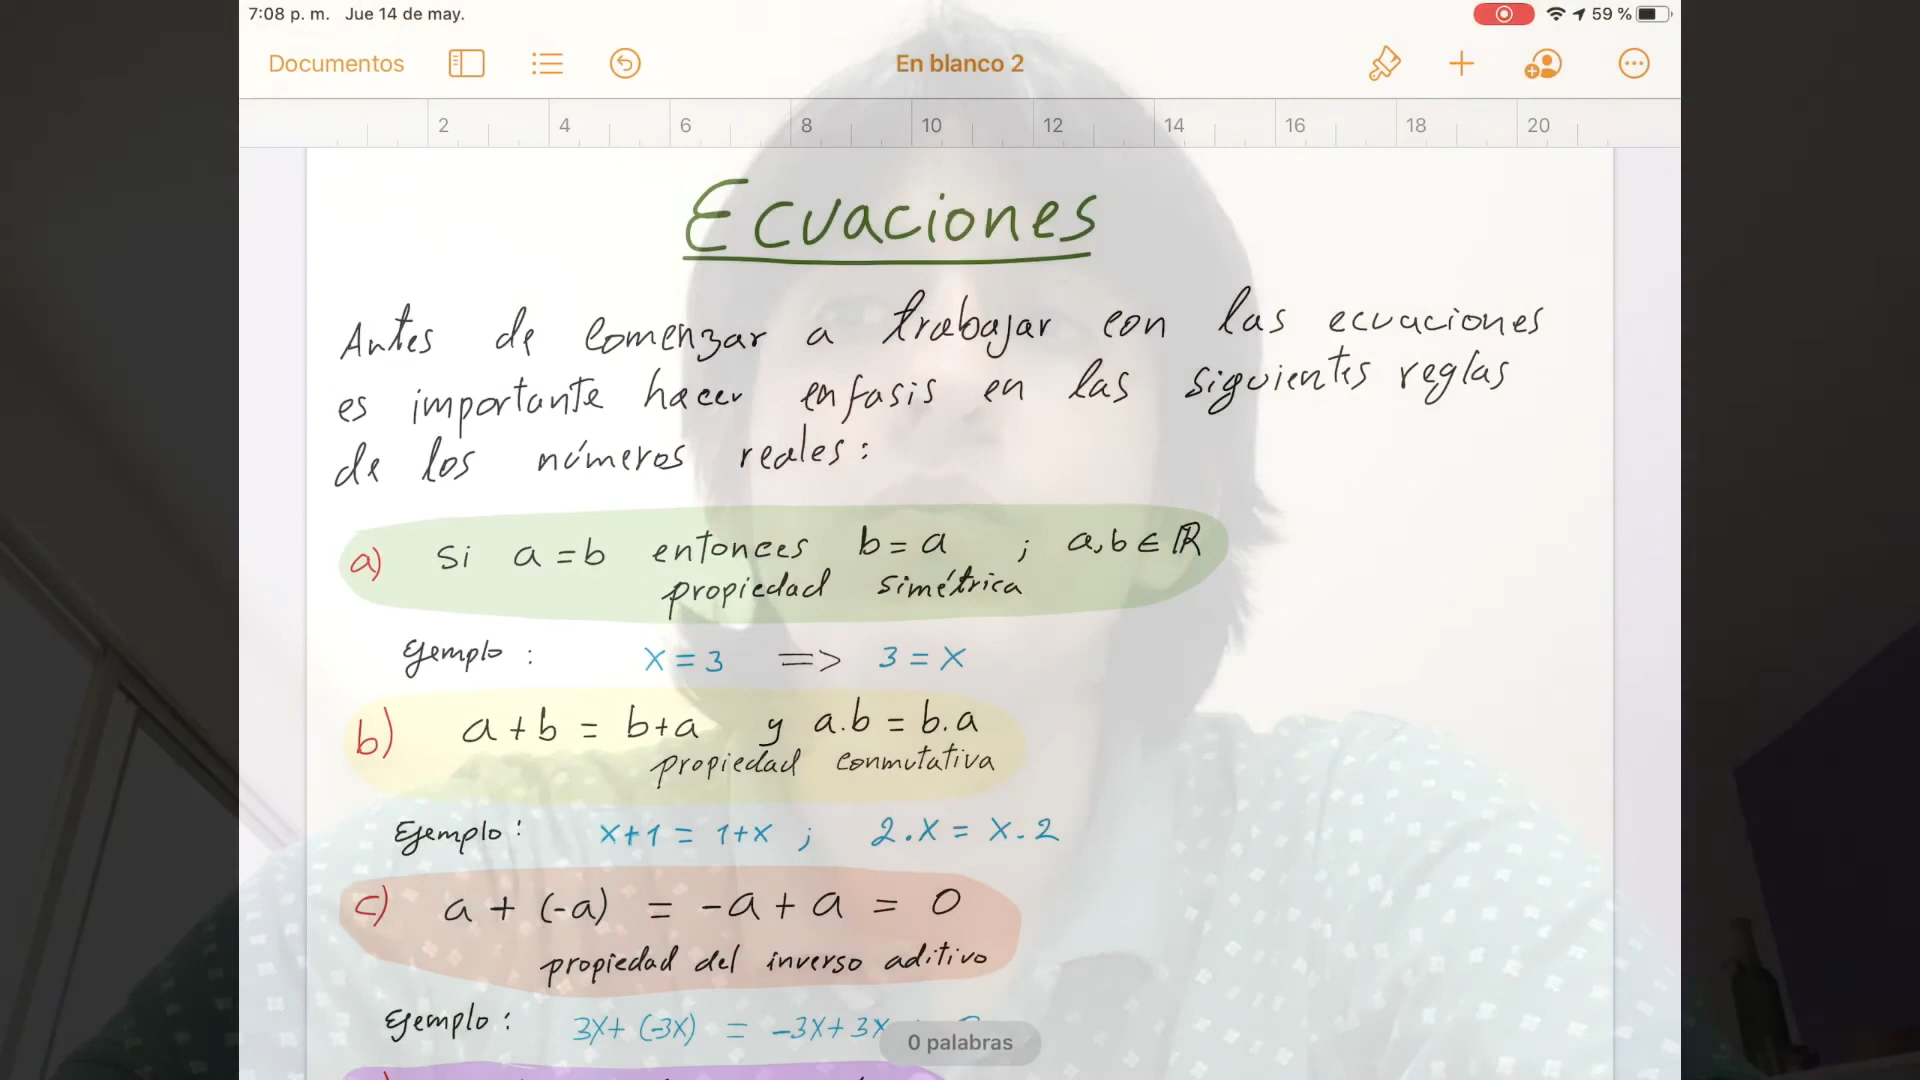 7:08 p. m. Jue 14 de may. 59 %
Documentos En blanco 2
2 4 6 8 10 12 14 16 18 20
Ecuaciones
Antes de comenzar a trabajar con las ecuaciones
es importante hacer enfasis en las siguientes reglas
de los números reales:
a) Si a = b entonces b = a ; a,b ∈ ℝ
propiedad simétrica
Ejemplo : x = 3 => 3 = x
b) a + b = b + a y a.b = b.a
propiedad conmutativa
Ejemplo : x+1 = 1+x ; 2.x = x.2
c) a + (-a) = -a + a = 0
propiedad del inverso aditivo
Ejemplo : 3x+ (-3x) = -3x+3x
0 palabras